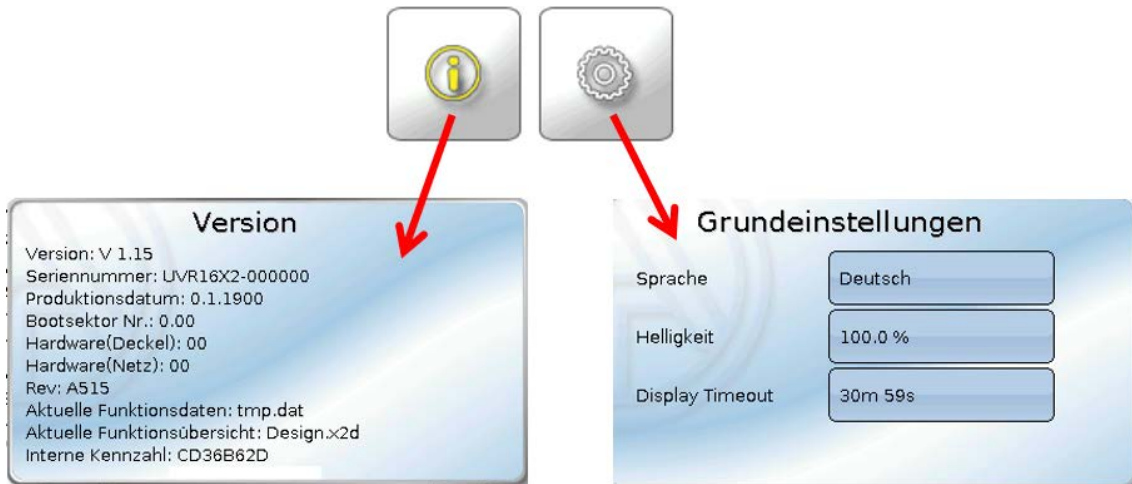 Version
Version: V 1.15
Seriennummer: UVR16X2-000000
Produktionsdatum: 0.1.1900
Bootsektor Nr.: 0.00
Hardware(Deckel): 00
Hardware(Netz): 00
Rev: A515
Aktuelle Funktionsdaten: tmp.dat
Aktuelle Funktionsübersicht: Design.x2d
Interne Kennzahl: CD36B62D
Grundeinstellungen
Sprache Deutsch
Helligkeit 100.0 %
Display Timeout 30m 59s